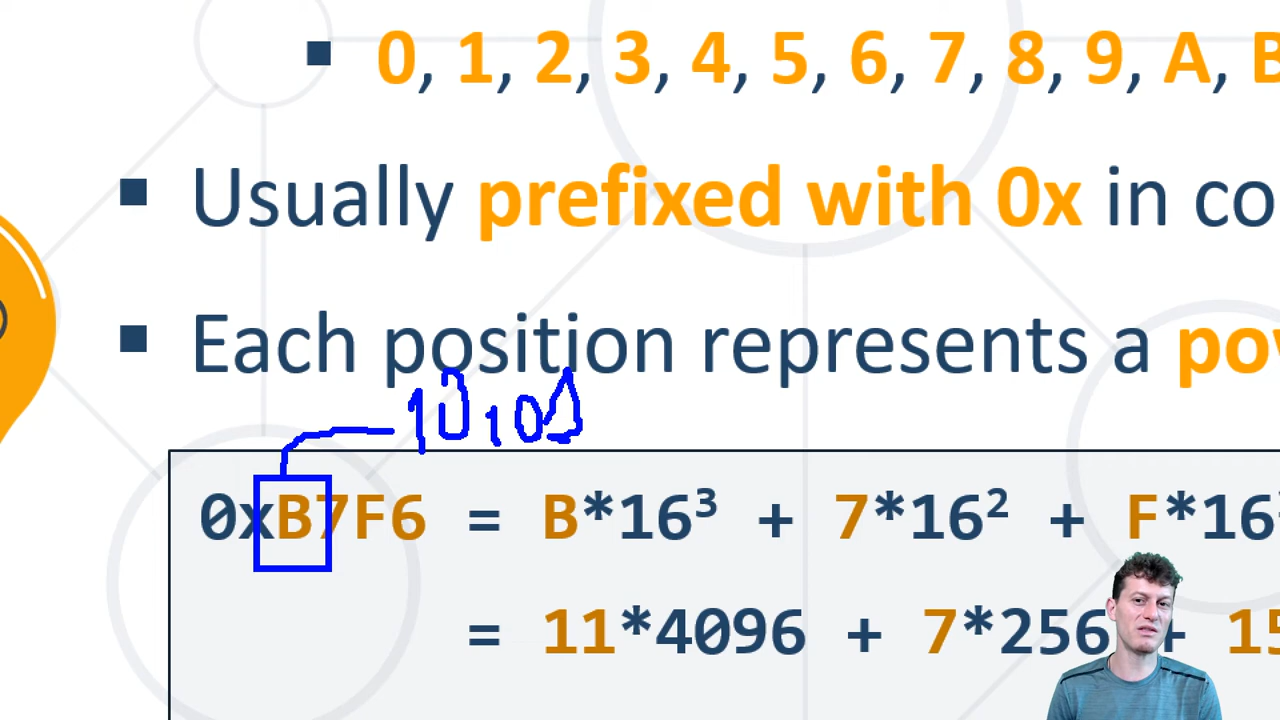 0, 1, 2, 3, 4, 5, 6, 7, 8, 9, A, B
Usually prefixed with 0x in co
Each position represents a pow
0xB7F6 = B*16³ + 7*16² + F*16
= 11*4096 + 7*256 + 15